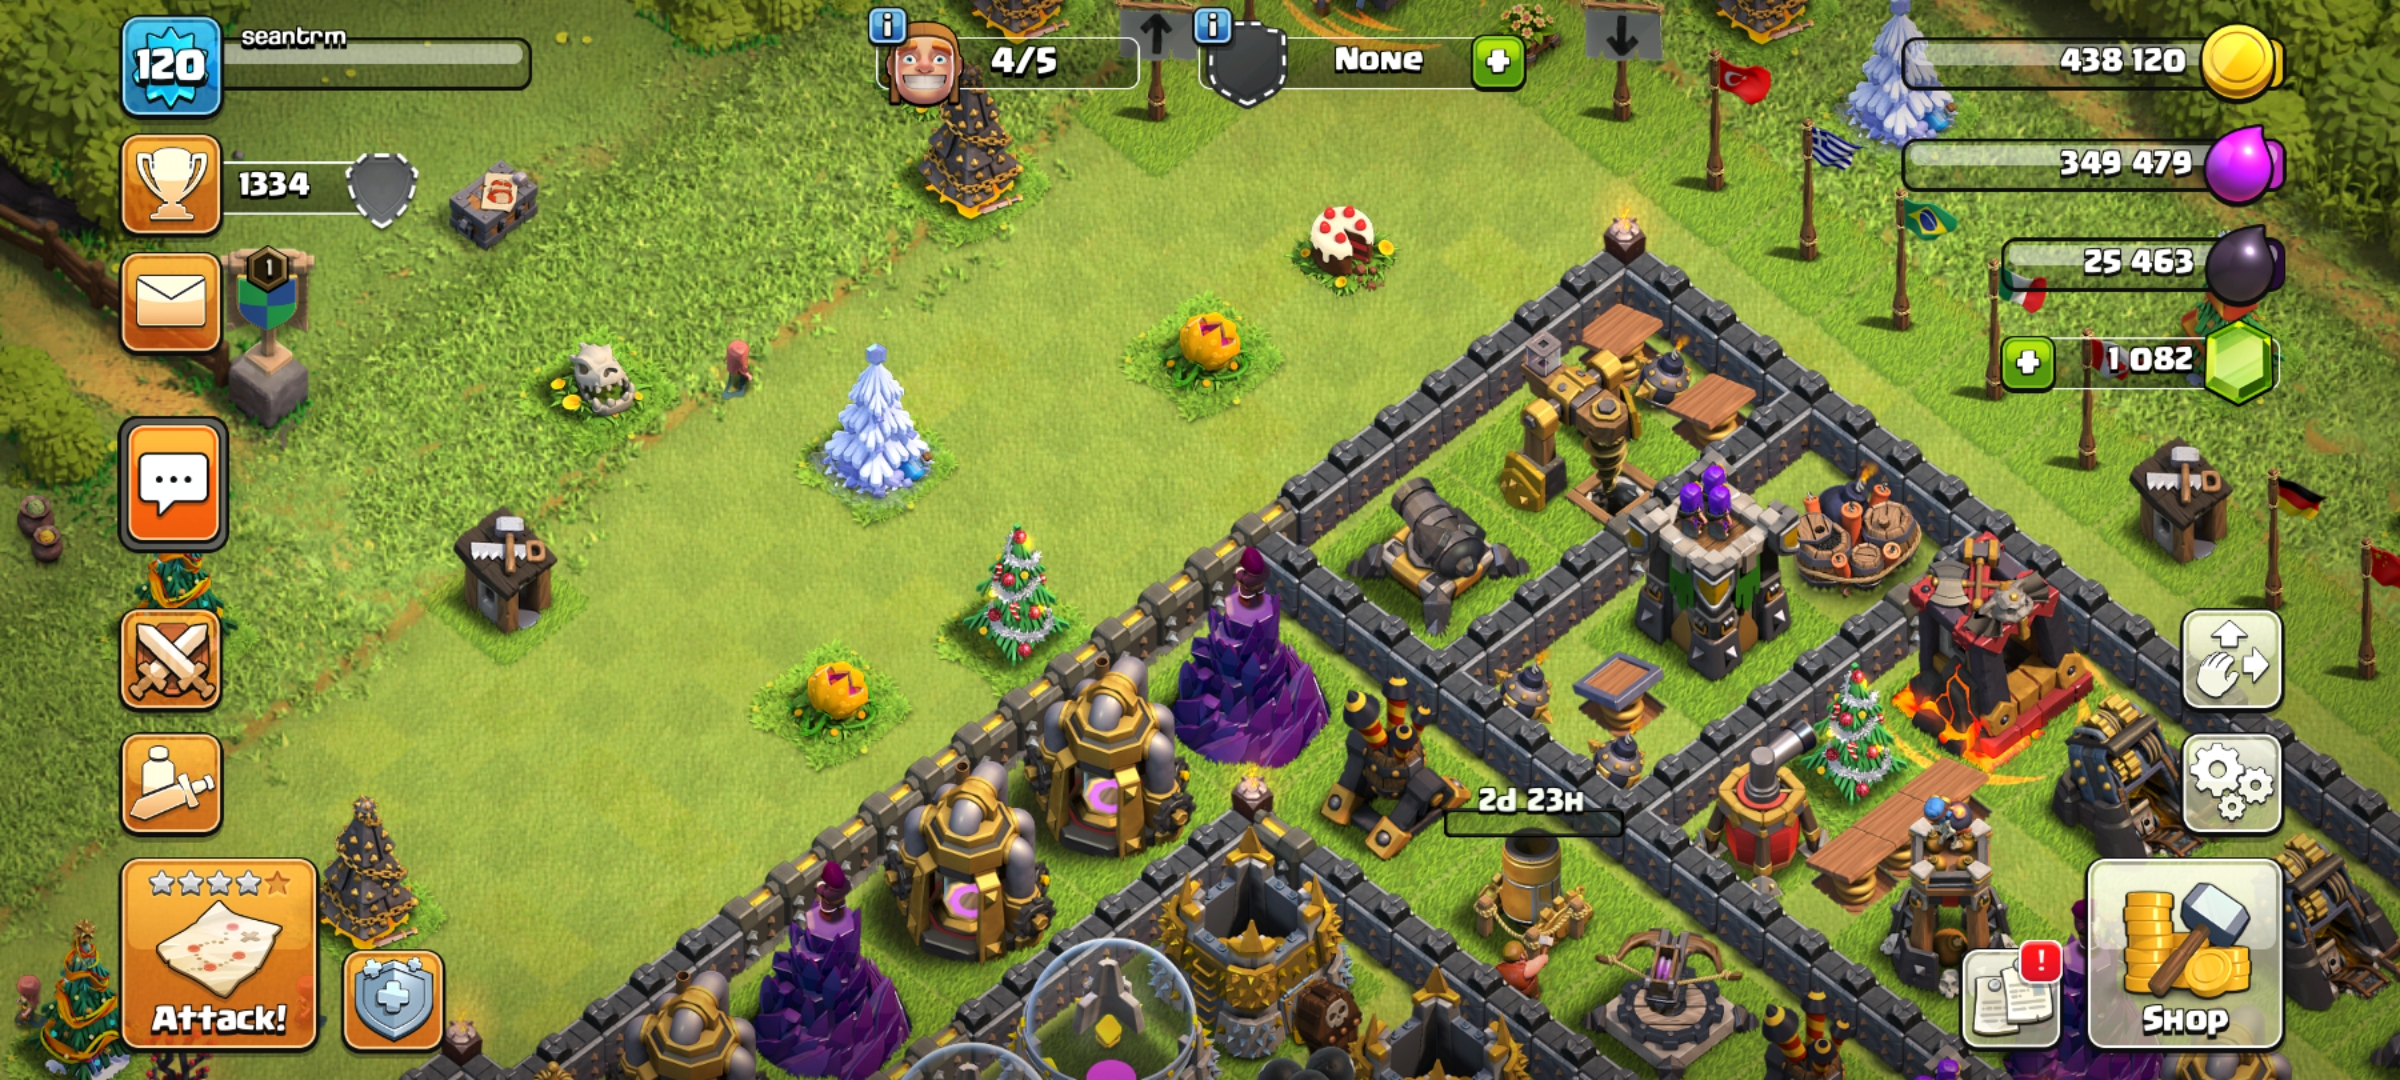 120
seantrm
i
4/5
i
None
438 120
1334
349 479
1
25 463
1 082
2d 23h
Attack!
!
Shop